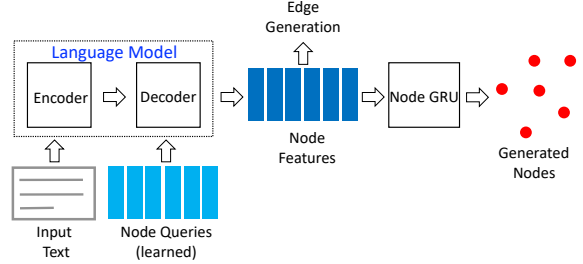 Edge
Generation
Language Model
Encoder
Decoder
Node GRU
Node
Features
Generated
Nodes
Input
Text
Node Queries
(learned)